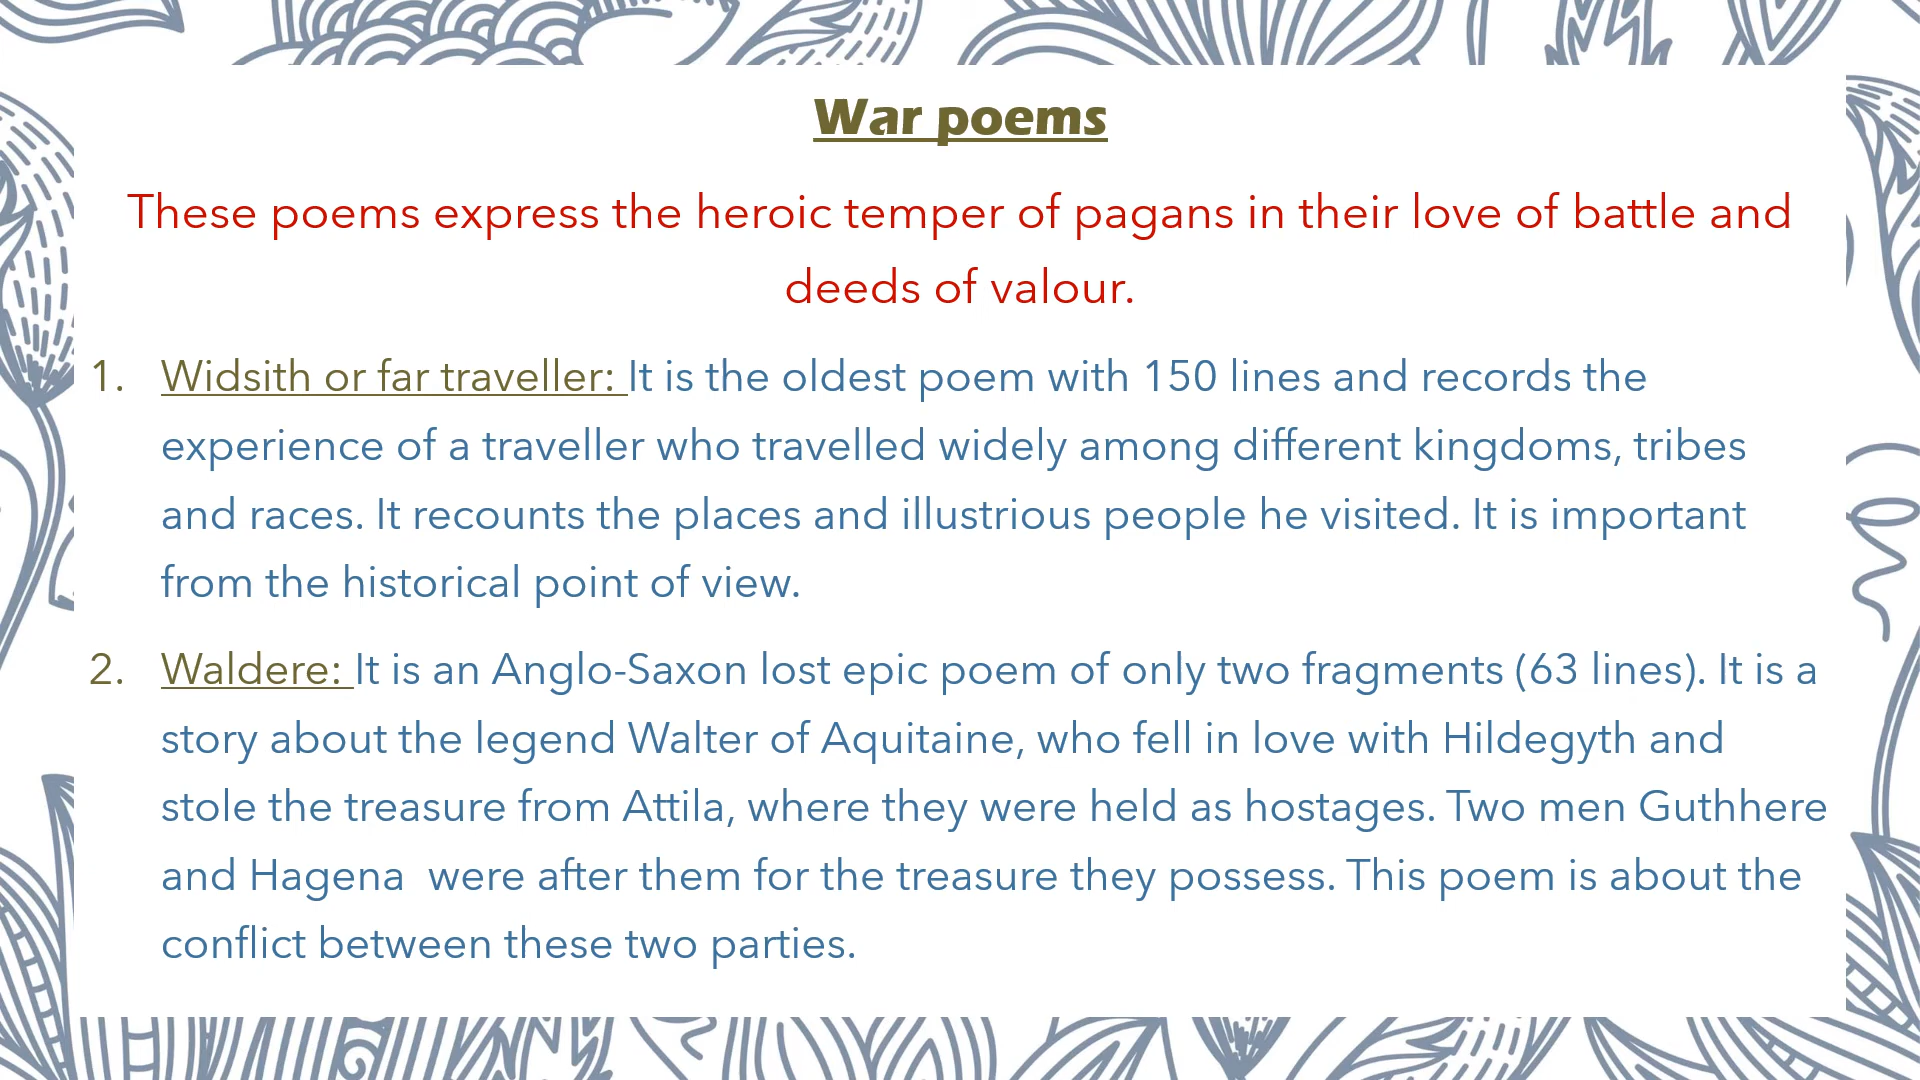 War poems
These poems express the heroic temper of pagans in their love of battle and
deeds of valour.
1. Widsith or far traveller: It is the oldest poem with 150 lines and records the
experience of a traveller who travelled widely among different kingdoms, tribes
and races. It recounts the places and illustrious people he visited. It is important
from the historical point of view.
2. Waldere: It is an Anglo-Saxon lost epic poem of only two fragments (63 lines). It is a
story about the legend Walter of Aquitaine, who fell in love with Hildegyth and
stole the treasure from Attila, where they were held as hostages. Two men Guthhere
and Hagena  were after them for the treasure they possess. This poem is about the
conflict between these two parties.